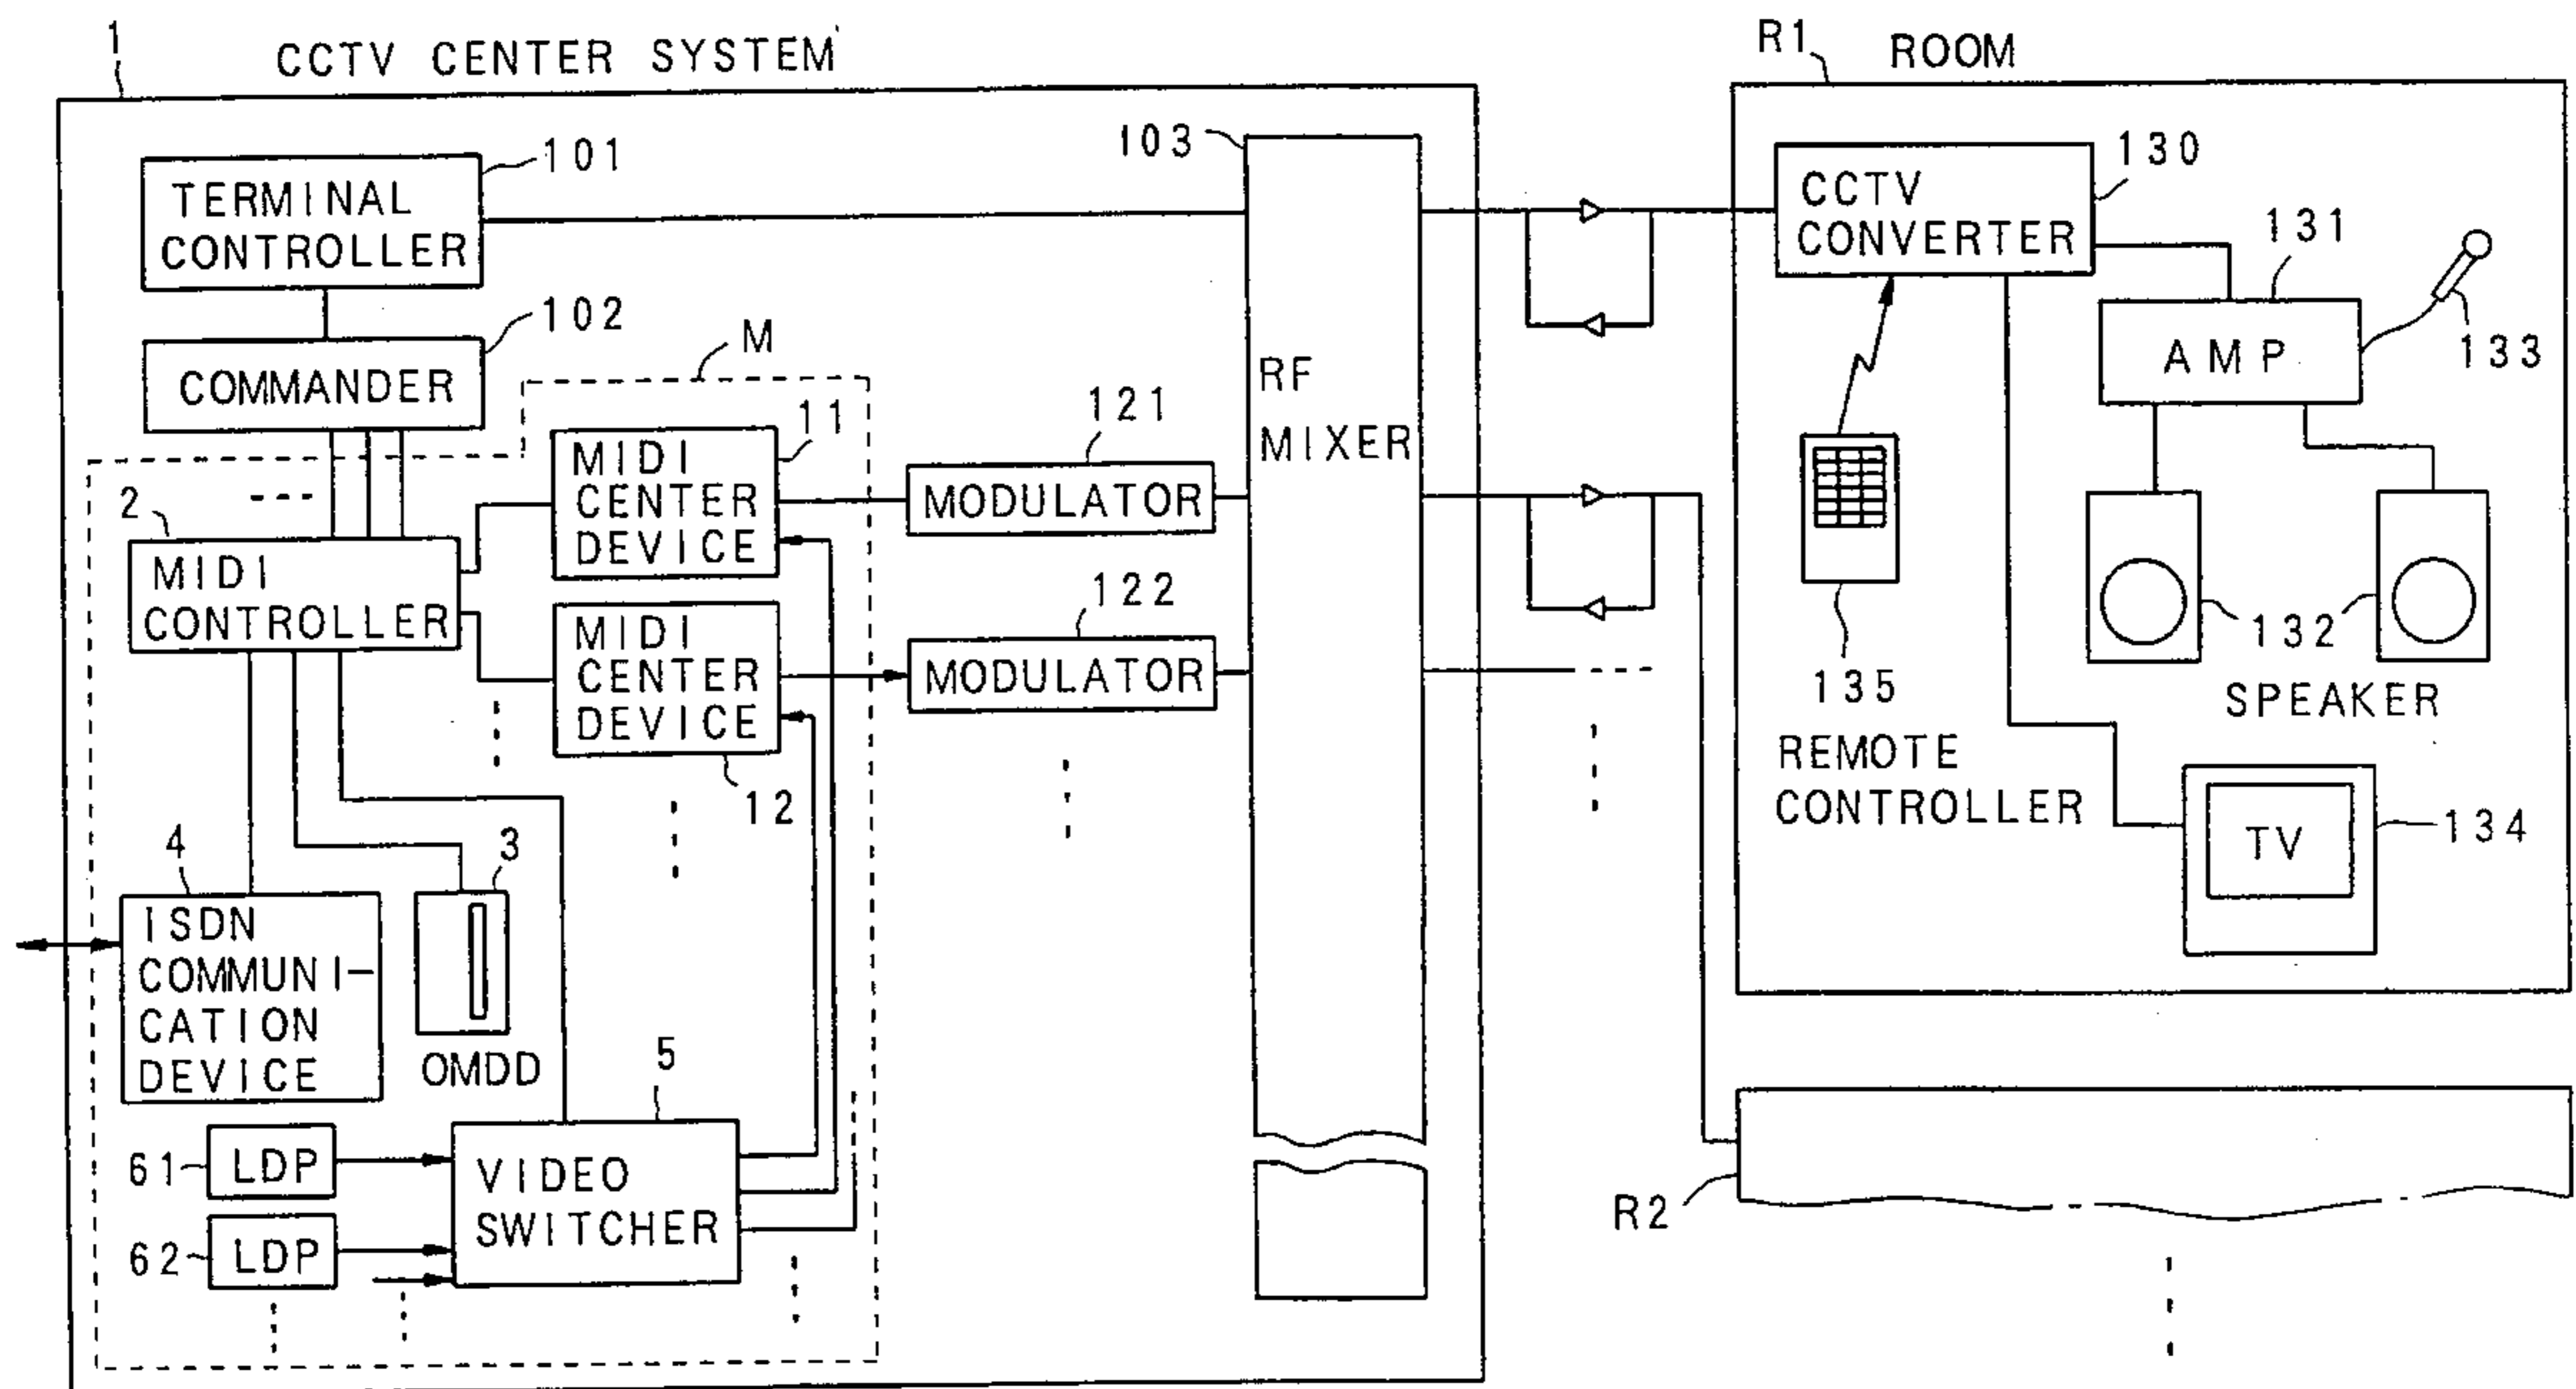 1
CCTV CENTER SYSTEM
R1
ROOM
101
TERMINAL
CONTROLLER
103
RF
MIXER
102
COMMANDER
M
2
MIDI
CONTROLLER
11
MIDI
CENTER
DEVICE
121
MODULATOR
MIDI
CENTER
DEVICE
12
122
MODULATOR
4
ISDN
COMMUNI-
CATION
DEVICE
3
OMDD
5
VIDEO
SWITCHER
61
LDP
62
LDP
130
CCTV
CONVERTER
131
AMP
133
132
SPEAKER
135
REMOTE
CONTROLLER
TV
134
R2